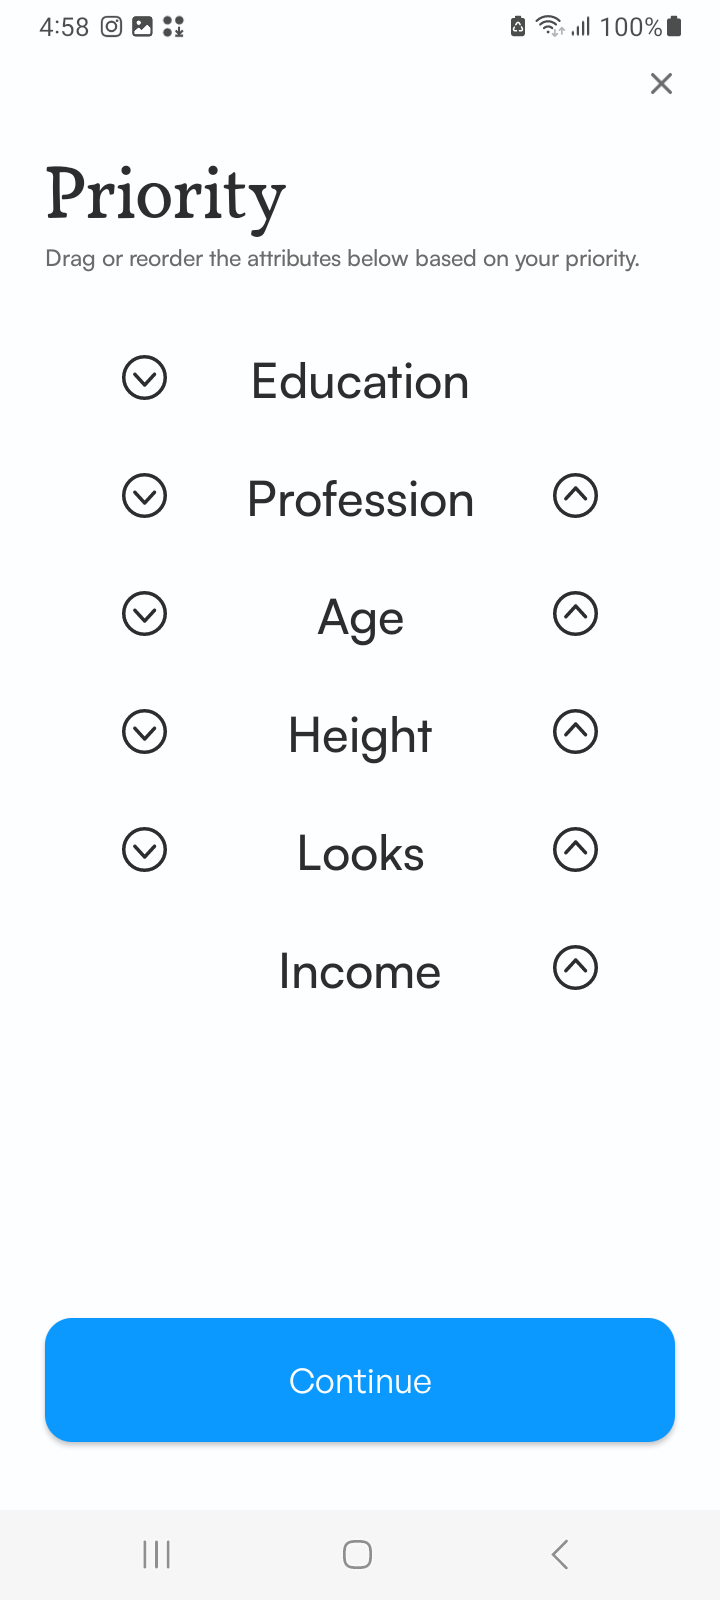 4:58 100%
Priority
Drag or reorder the attributes below based on your priority.
Education
Profession
Age
Height
Looks
Income
Continue